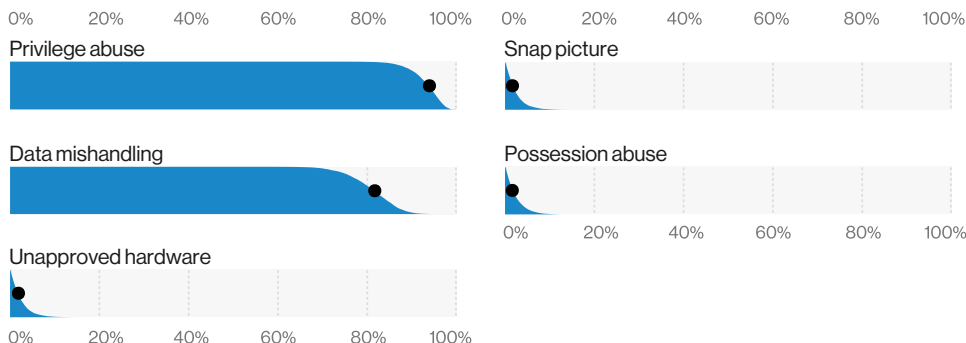 0% 20% 40% 60% 80% 100%
Privilege abuse
Data mishandling
Unapproved hardware
0% 20% 40% 60% 80% 100%
0% 20% 40% 60% 80% 100%
Snap picture
Possession abuse
0% 20% 40% 60% 80% 100%